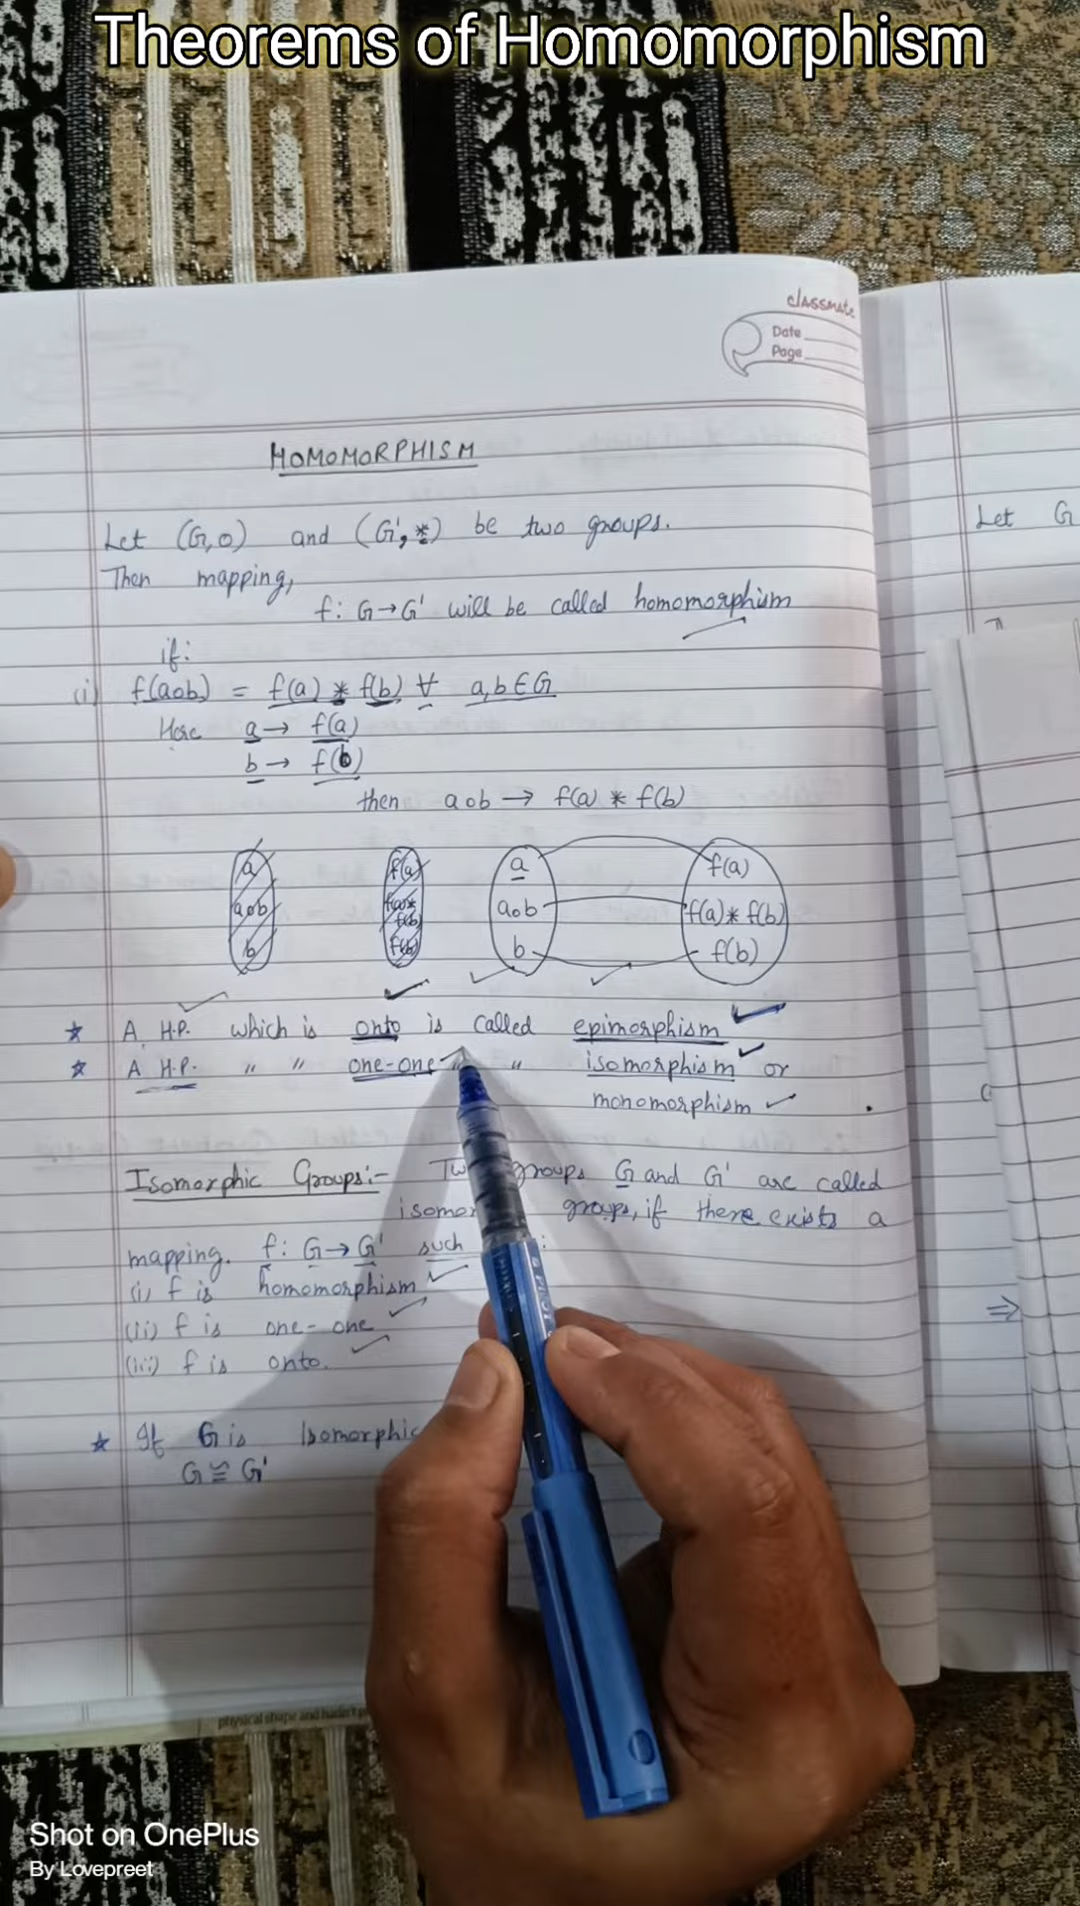 Theorems of Homomorphism
classmate
Date
Page
HOMOMORPHISM
Let (G,o) and (G',*) be two groups.
Then mapping,
f: G→G' will be called homomorphism
if:
(i) f(aob) = f(a) * f(b) ∀ a,b∈G
Here a → f(a)
b → f(b)
then aob → f(a) * f(b)
a f(a) a f(a)
aob f(a)* f(b) aob f(a)* f(b)
b f(b) b f(b)
★ A H.P. which is onto is called epimorphism
★ A H.P. " " one-one " " isomorphism or
monomorphism
Isomorphic Groups:- groups G and G' are called
groups, if there exists a
mapping. f: G→G' such :
(i) f is homomorphism
(ii) f is one-one
(iii) f is onto.
★ If G is Isomorphic
G ≅ G'
Let G
⇒
physical shape and
Shot on OnePlus
By Lovepreet